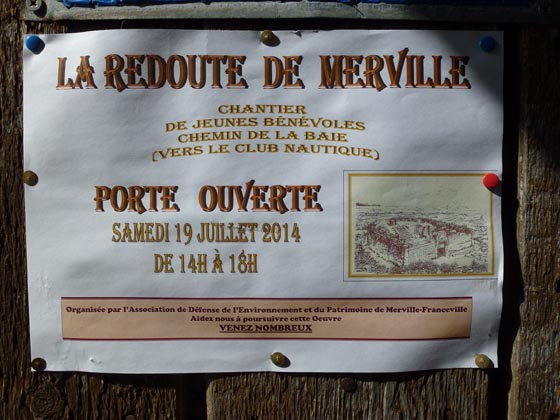 LA REDOUTE DE MERVILLE
CHANTIER
DE JEUNES BÉNÉVOLES
CHEMIN DE LA BAIE
(VERS LE CLUB NAUTIQUE)
PORTE OUVERTE
SAMEDI 19 JUILLET 2014
DE 14H À 18H
Organisée par l'Association de Défense de l'Environnement et du Patrimoine de Merville-Franceville
Aidez nous à poursuivre cette Oeuvre
VENEZ NOMBREUX